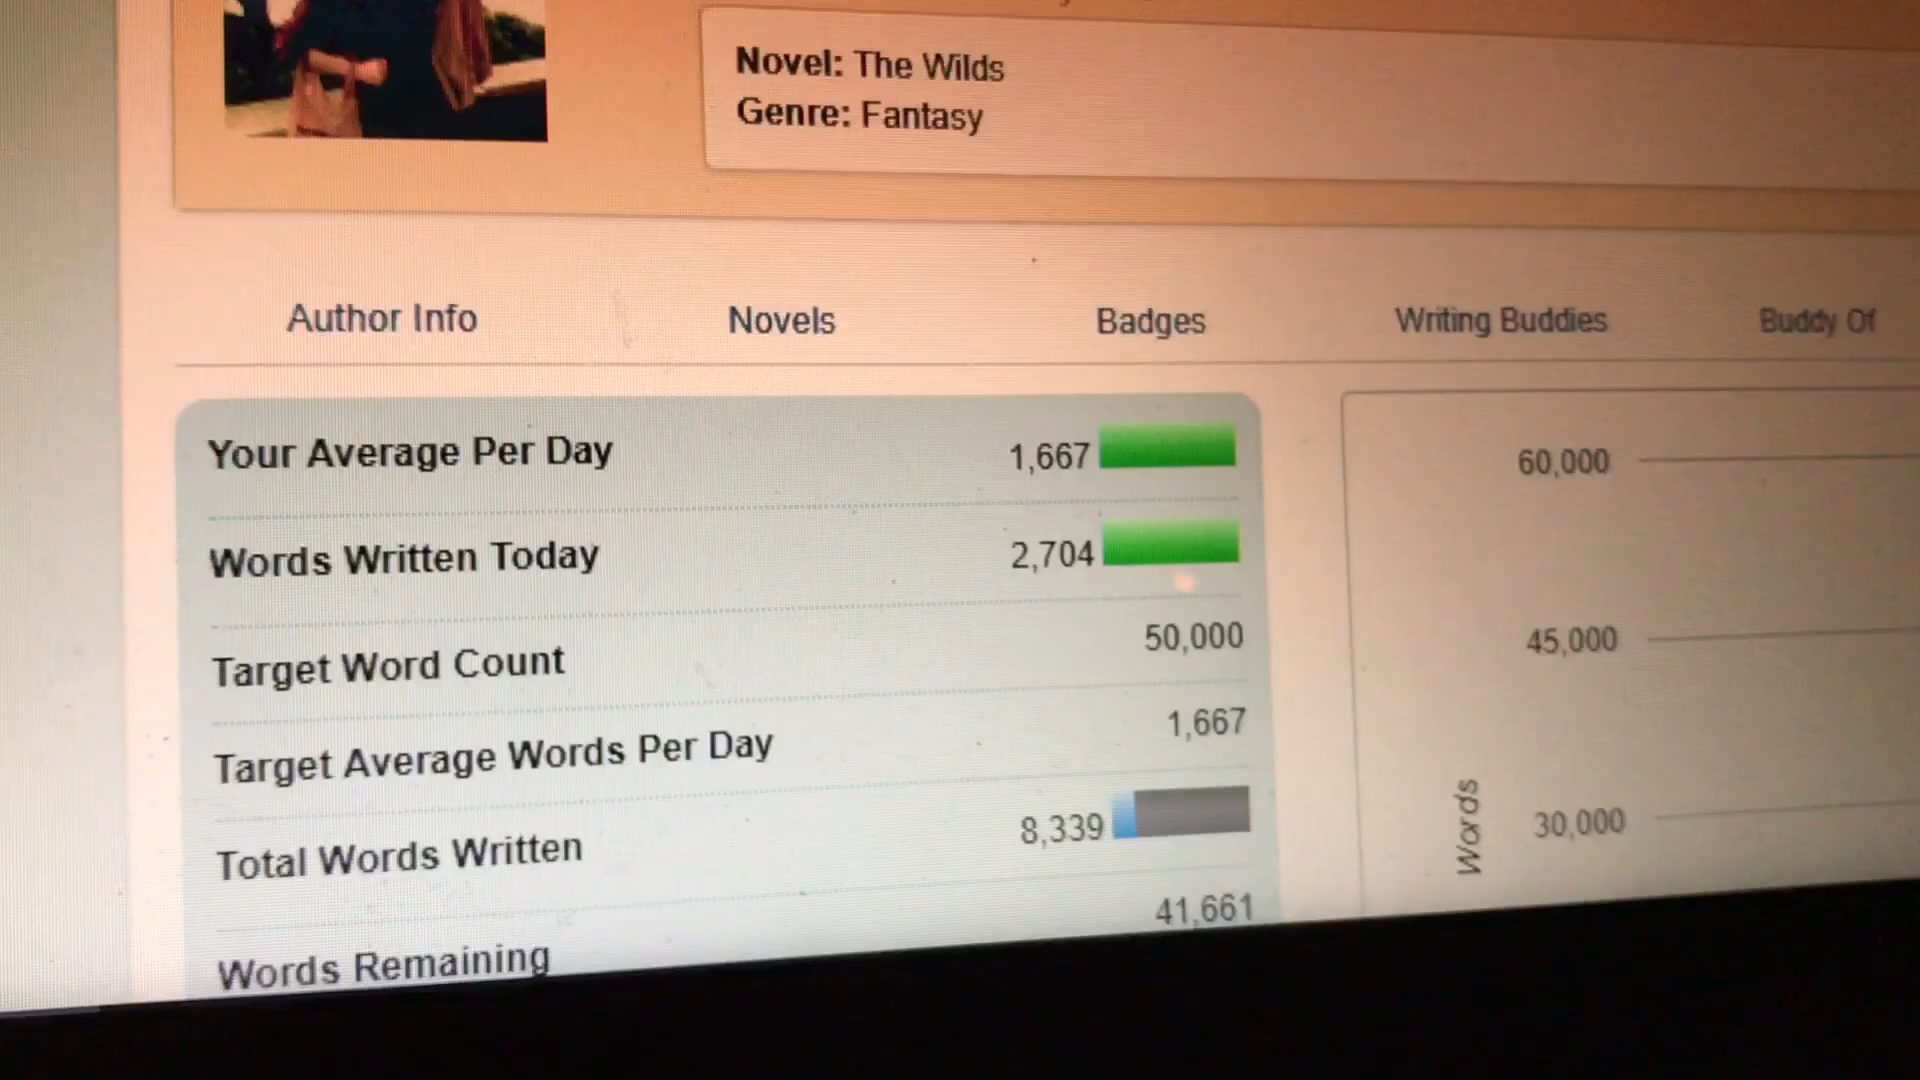 Novel: The Wilds
Genre: Fantasy
Author Info Novels Badges Writing Buddies Buddy Of
Your Average Per Day 1,667
Words Written Today 2,704
Target Word Count 50,000
Target Average Words Per Day 1,667
Total Words Written 8,339
Words Remaining 41,661
60,000
45,000
30,000
Words